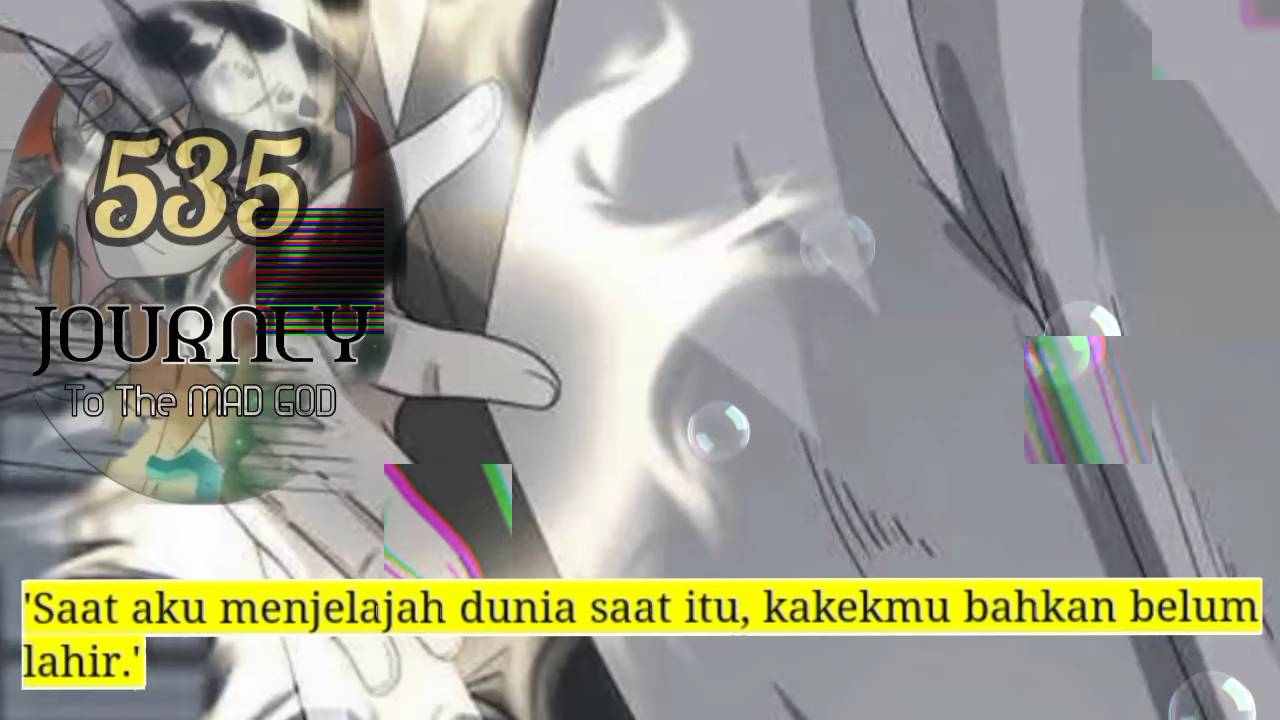 535
JOURNEY
To The MAD GOD
'Saat aku menjelajah dunia saat itu, kakekmu bahkan belum
lahir.'